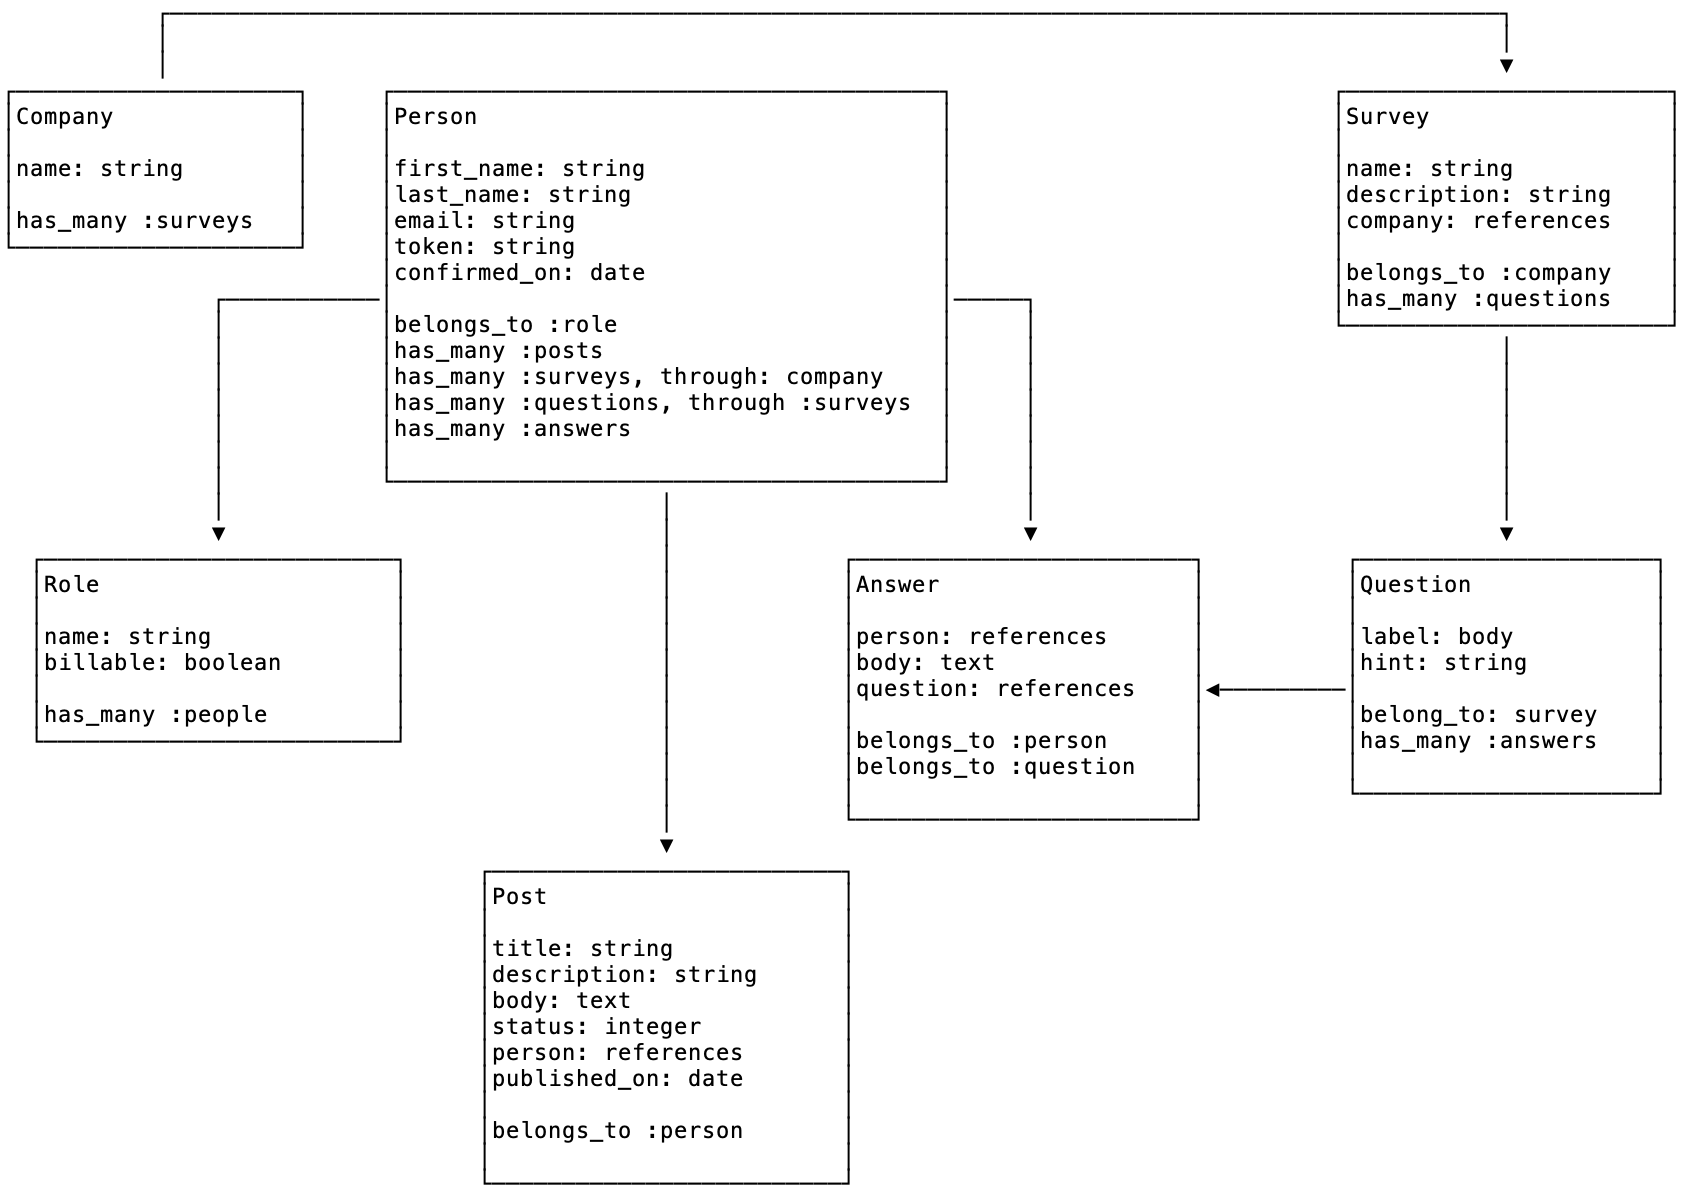 Company
name: string
has_many :surveys
Person
first_name: string
last_name: string
email: string
token: string
confirmed_on: date
belongs_to :role
has_many :posts
has_many :surveys, through: company
has_many :questions, through :surveys
has_many :answers
Survey
name: string
description: string
company: references
belongs_to :company
has_many :questions
Role
name: string
billable: boolean
has_many :people
Answer
person: references
body: text
question: references
belongs_to :person
belongs_to :question
Question
label: body
hint: string
belong_to: survey
has_many :answers
Post
title: string
description: string
body: text
status: integer
person: references
published_on: date
belongs_to :person